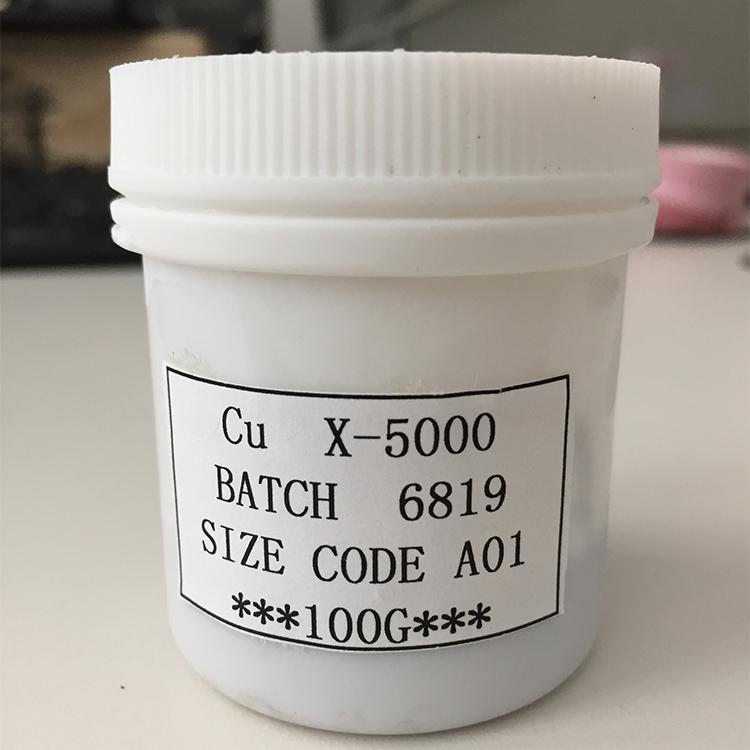 Cu X-5000
BATCH 6819
SIZE CODE A01
***100G***